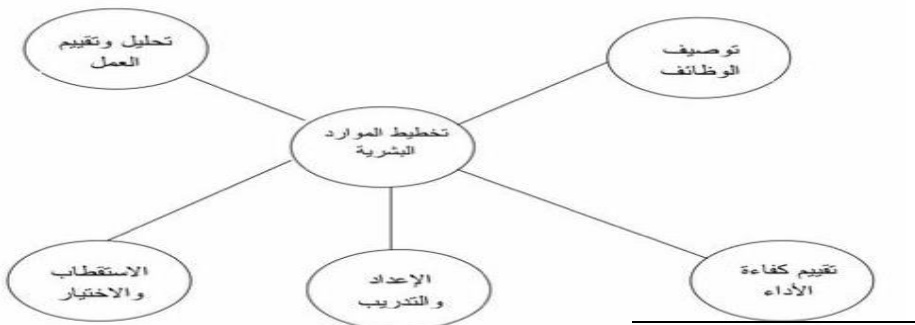 توصيف
الوظائف
تحليل وتقييم
العمل
تخطيط الموارد
البشرية
تقييم كفاءة
الأداء
الإعداد
والتدريب
الاستقطاب
والاختيار